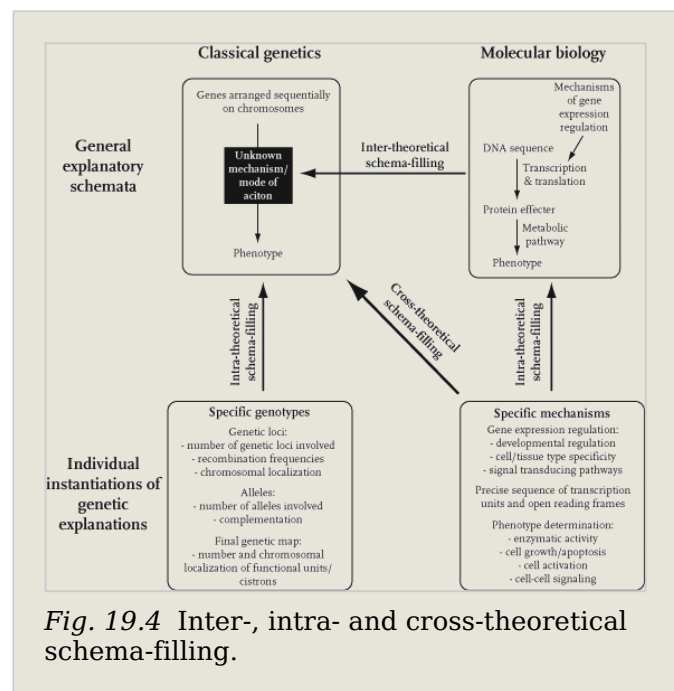 Classical genetics
Molecular biology
General
explanatory
schemata
Genes arranged sequentially
on chromosomes
Unknown
mechanism/
mode of
aciton
Phenotype
Inter-theoretical
schema-filling
Mechanisms
of gene
expression
regulation
DNA sequence
Transcription
& translation
Protein effecter
Metabolic
pathway
Phenotype
Intra-theoretical
schema-filling
Cross-theoretical
schema-filling
Intra-theoretical
schema-filling
Individual
instantiations of
genetic
explanations
Specific genotypes
Genetic loci:
- number of genetic loci involved
- recombination frequencies
- chromosomal localization
Alleles:
- number of alleles involved
- complementation
Final genetic map:
- number and chromosomal
localization of functional units/
cistrons
Specific mechanisms
Gene expression regulation:
- developmental regulation
- cell/tissue type specificity
- signal transducing pathways
Precise sequence of transcription
units and open reading frames
Phenotype determination:
- enzymatic activity
- cell growth/apoptosis
- cell activation
- cell-cell signaling
Fig. 19.4 Inter-, intra- and cross-theoretical
schema-filling.